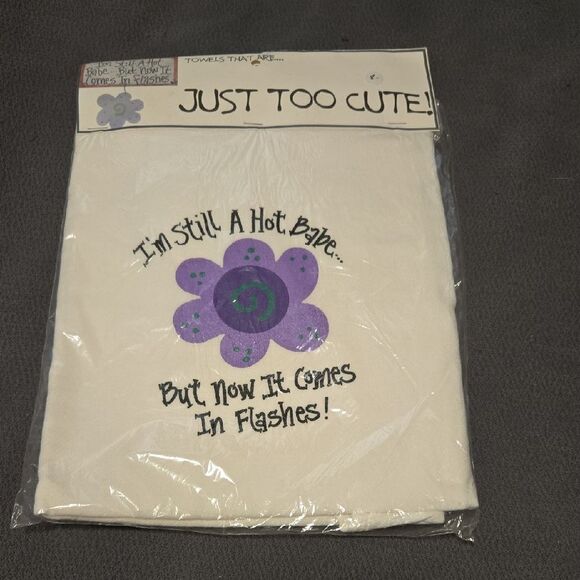 I'm Still A Hot
Babe... But Now It
Comes In Flashes
TOWELS THAT ARE....
JUST TOO CUTE!
I'm Still A Hot Babe...
But Now It Comes
In Flashes!